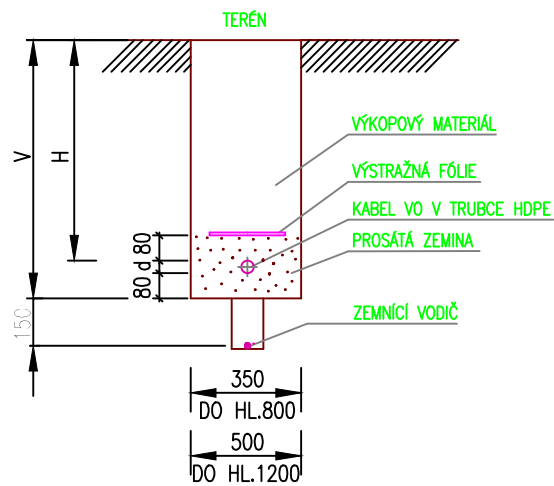 TERÉN
V
H
VÝKOPOVÝ MATERIÁL
VÝSTRAŽNÁ FÓLIE
KABEL VO V TRUBCE HDPE
PROSÁTÁ ZEMINA
80 d 80
150
ZEMNÍCÍ VODIČ
350
DO HL.800
500
DO HL.1200